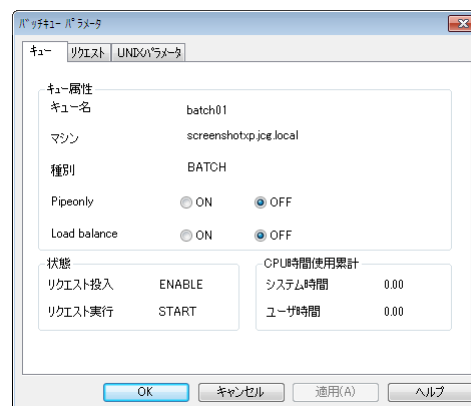 バッチキュー パラメータ
キュー リクエスト UNIXパラメータ
キュー属性
キュー名 batch01
マシン screenshotxp.jcg.local
種別 BATCH
Pipeonly ON OFF
Load balance ON OFF
状態
リクエスト投入 ENABLE
リクエスト実行 START
CPU時間使用累計
システム時間 0.00
ユーザ時間 0.00
OK キャンセル 適用(A) ヘルプ